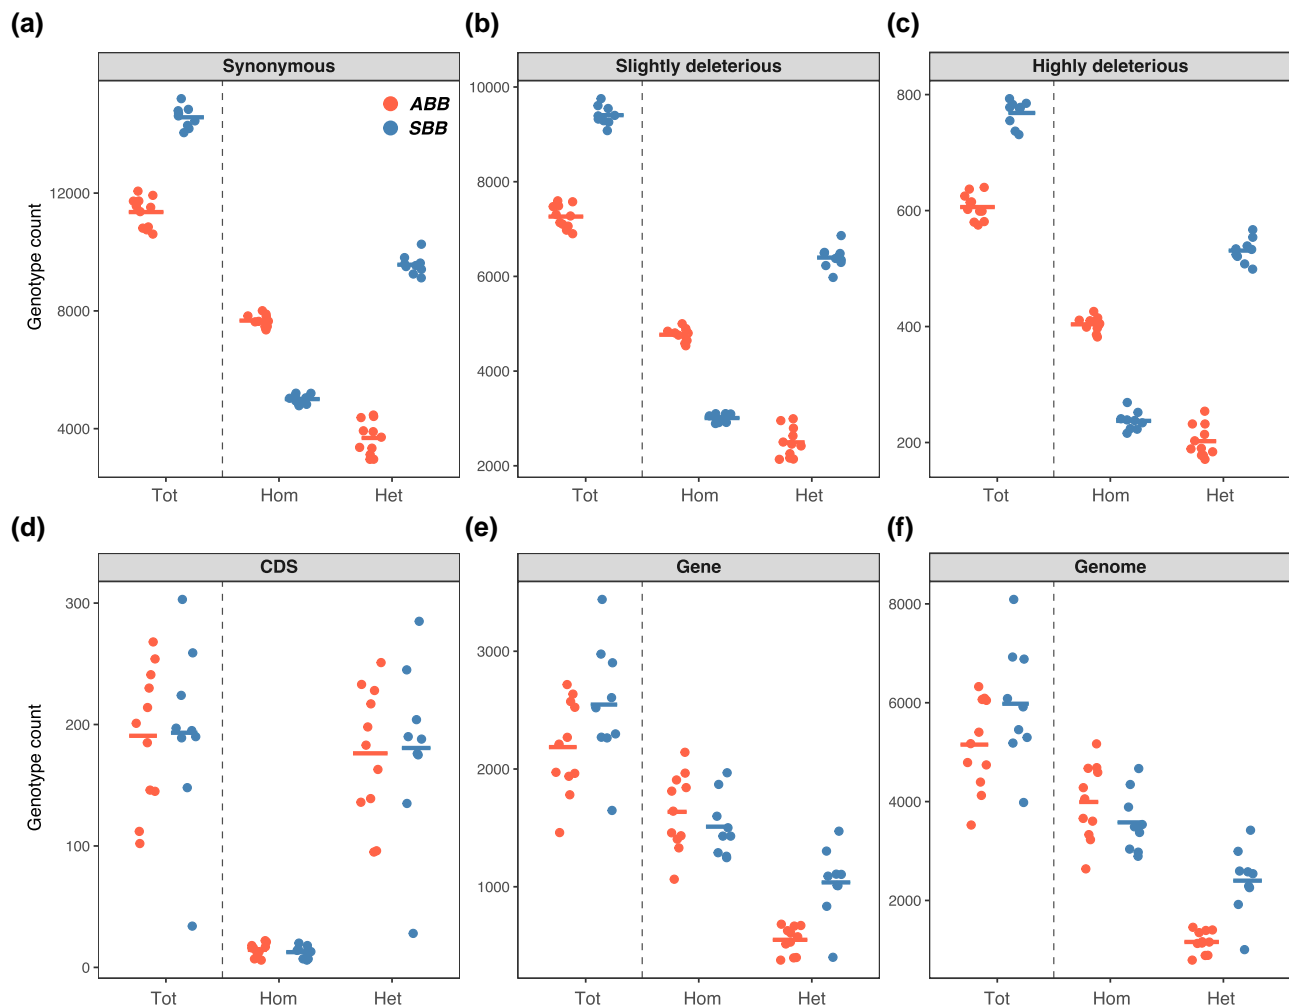 (a)
(b)
(c)
Synonymous
Slightly deleterious
Highly deleterious
ABB
SBB
Genotype count
12000
8000
4000
10000
8000
6000
4000
2000
800
600
400
200
Tot Hom Het
Tot Hom Het
Tot Hom Het
(d)
(e)
(f)
CDS
Gene
Genome
Genotype count
300
200
100
0
3000
2000
1000
8000
6000
4000
2000
Tot Hom Het
Tot Hom Het
Tot Hom Het